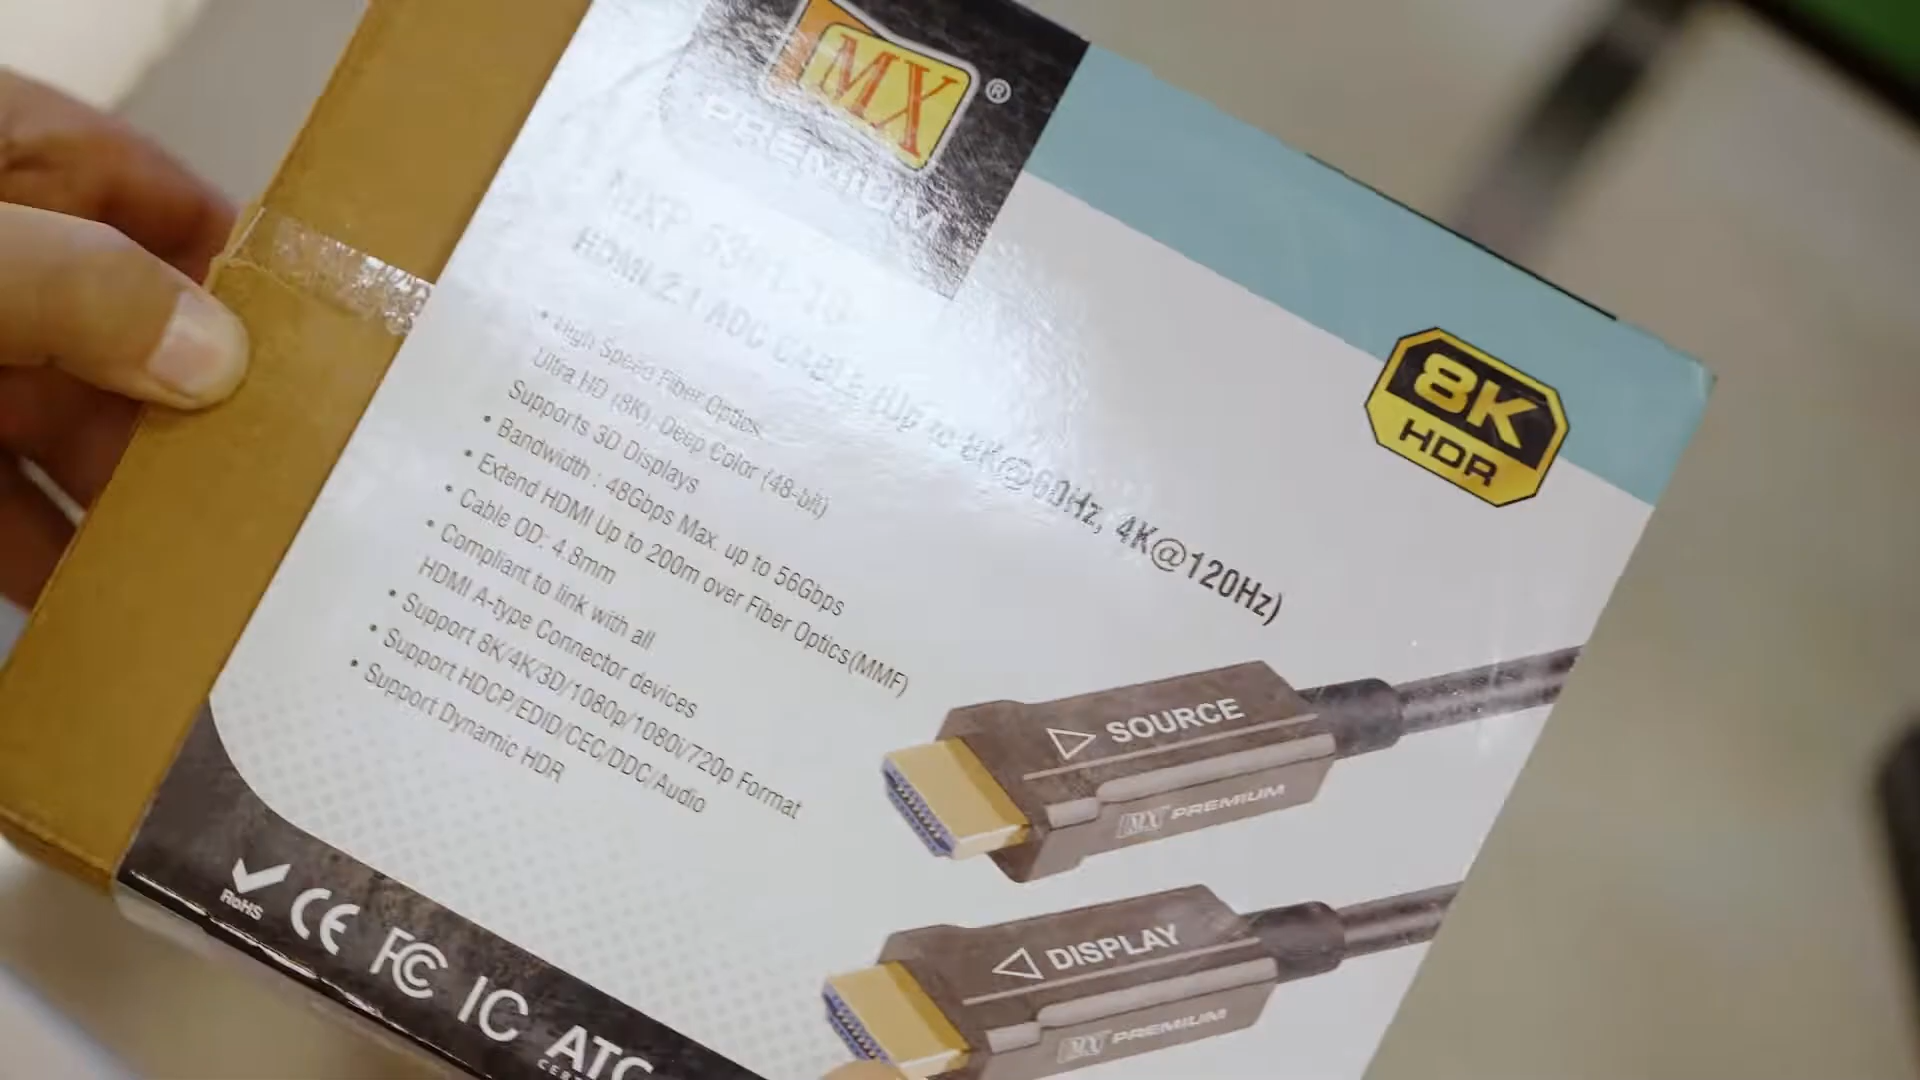 MX ®
PREMIUM
HDMI 2.1 AOC CABLE (Up to 8K@60Hz, 4K@120Hz)
8K
HDR
• High Speed Fiber Optics
Ultra HD (8K), Deep Color (48-bit)
Supports 3D Displays
• Bandwidth : 48Gbps Max. up to 56Gbps
• Extend HDMI Up to 200m over Fiber Optics(MMF)
• Cable OD: 4.8mm
• Compliant to link with all
HDMI A-type Connector devices
• Support 8K/4K/3D/1080p/1080i/720p Format
• Support HDCP/EDID/CEC/DDC/Audio
• Support Dynamic HDR
SOURCE
MX PREMIUM
DISPLAY
MX PREMIUM
RoHS
CE
FC
IC
ATC